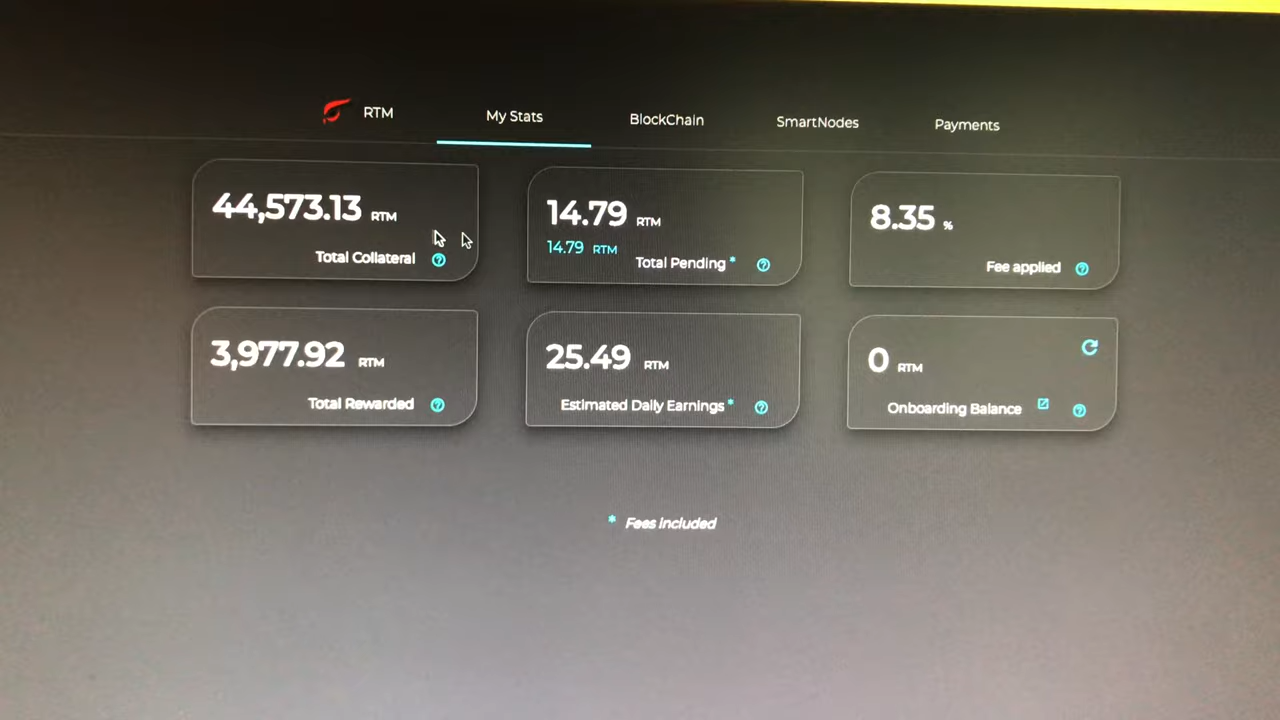 RTM
My Stats
BlockChain
SmartNodes
Payments
44,573.13 RTM
Total Collateral
14.79 RTM
14.79 RTM
Total Pending *
8.35 %
Fee applied
3,977.92 RTM
Total Rewarded
25.49 RTM
Estimated Daily Earnings *
0 RTM
Onboarding Balance
* Fees included